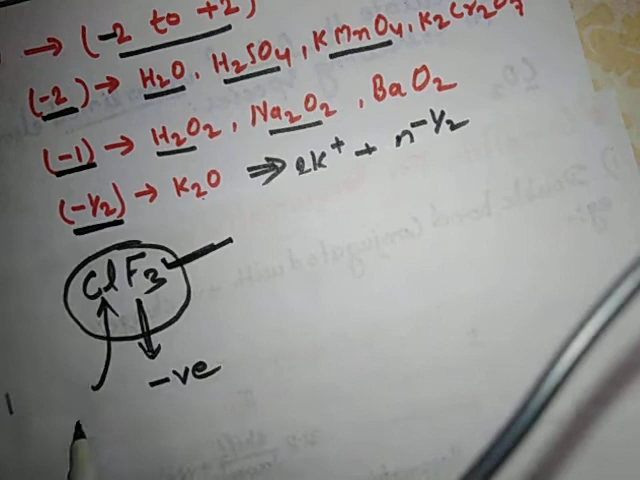 → (-2 to +2)
(-2) → H2O, H2SO4, KMnO4, K2Cr2O7
(-1) → H2O2, Na2O2, BaO2
(-1/2) → K2O ⇒ 2K+ + n-1/2
ClF3
-ve